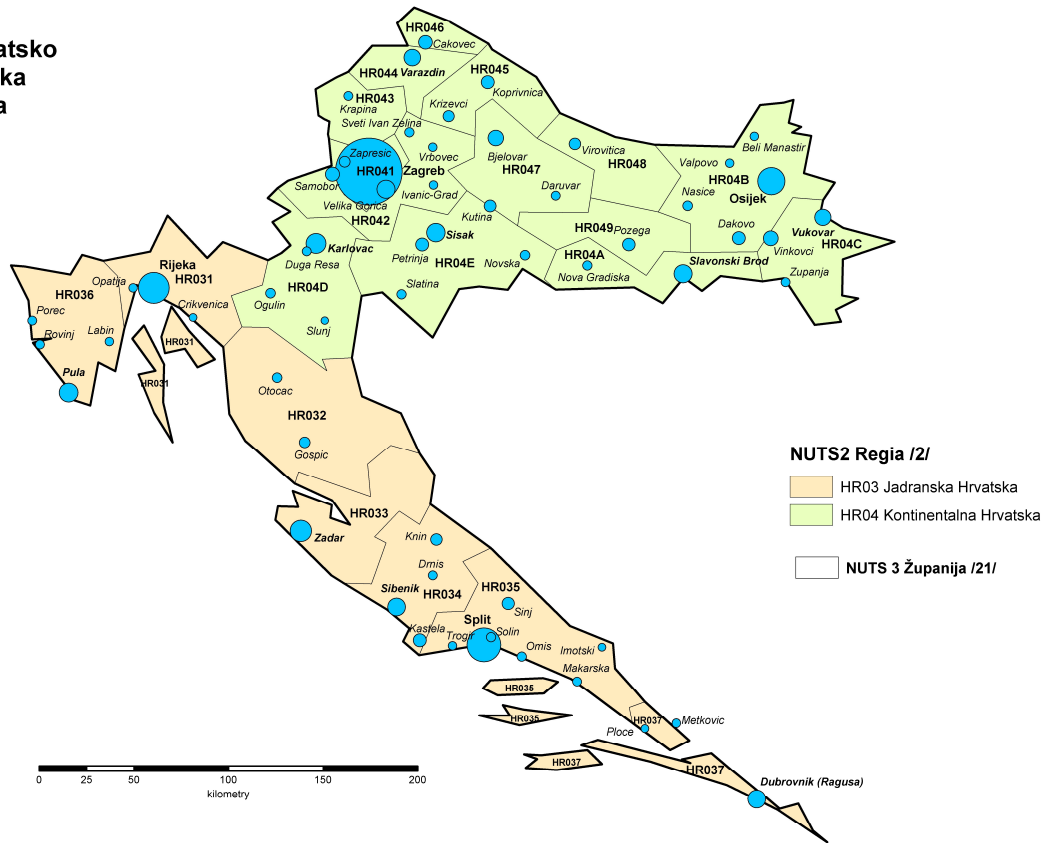 atsko
ka
a
HR046
Cakovec
HR044
Varazdin
HR045
Koprivnica
HR043
Krapina
Krizevci
Sveti Ivan Zelina
Zapresic
HR041
Zagreb
Vrbovec
Bjelovar
HR047
Virovitica
HR048
Samobor
Velika Gorica
Ivanic-Grad
HR042
Daruvar
Kutina
Beli Manastir
Valpovo
HR04B
Osijek
Nasice
Dakovo
Vukovar
HR04C
Vinkovci
Zupanja
Karlovac
Duga Resa
HR04D
Ogulin
Slunj
Sisak
Petrinja
HR04E
Slatina
Novska
HR049
Pozega
HR04A
Nova Gradiska
Slavonski Brod
Rijeka
HR031
Opatija
Crikvenica
HR036
Porec
Rovinj
Labin
Pula
HR031
HR031
Otocac
HR032
Gospic
HR033
Zadar
Knin
Drnis
Sibenik
HR034
HR035
Sinj
Split
Solin
Kastela
Trogir
Omis
Imotski
Makarska
HR035
HR035
HR037
Metkovic
Ploce
HR037
HR037
Dubrovnik (Ragusa)
NUTS2 Regia /2/
HR03 Jadranska Hrvatska
HR04 Kontinentalna Hrvatska
NUTS 3 Županija /21/
0 25 50 100 150 200
kilometry